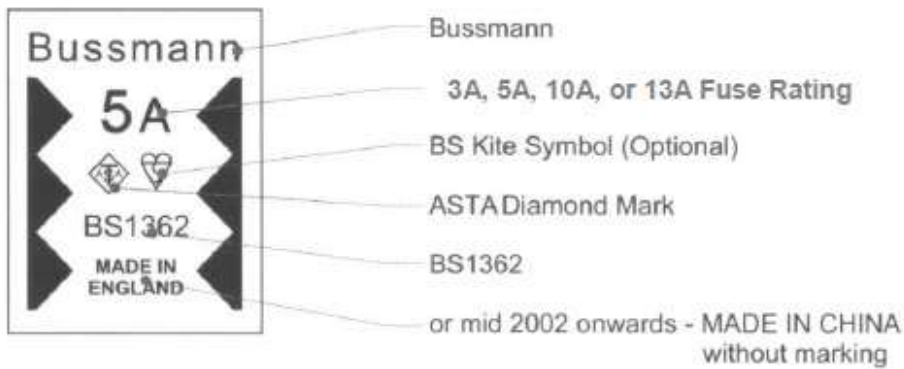 Bussmann
5A
ASTA
BS1362
MADE IN
ENGLAND
Bussmann
3A, 5A, 10A, or 13A Fuse Rating
BS Kite Symbol (Optional)
ASTA Diamond Mark
BS1362
or mid 2002 onwards - MADE IN CHINA
without marking